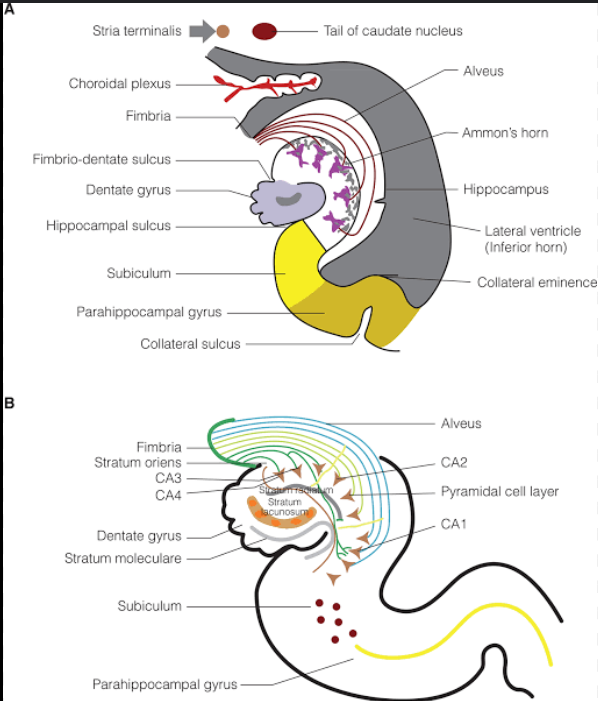 A
Stria terminalis
Tail of caudate nucleus
Choroidal plexus
Alveus
Fimbria
Ammon's horn
Fimbrio-dentate sulcus
Dentate gyrus
Hippocampus
Hippocampal sulcus
Lateral ventricle
(Inferior horn)
Subiculum
Collateral eminence
Parahippocampal gyrus
Collateral sulcus
B
Alveus
Fimbria
Stratum oriens
CA2
CA3
CA4
Stratum radiatum
Pyramidal cell layer
Stratum
lacunosum
CA1
Dentate gyrus
Stratum moleculare
Subiculum
Parahippocampal gyrus